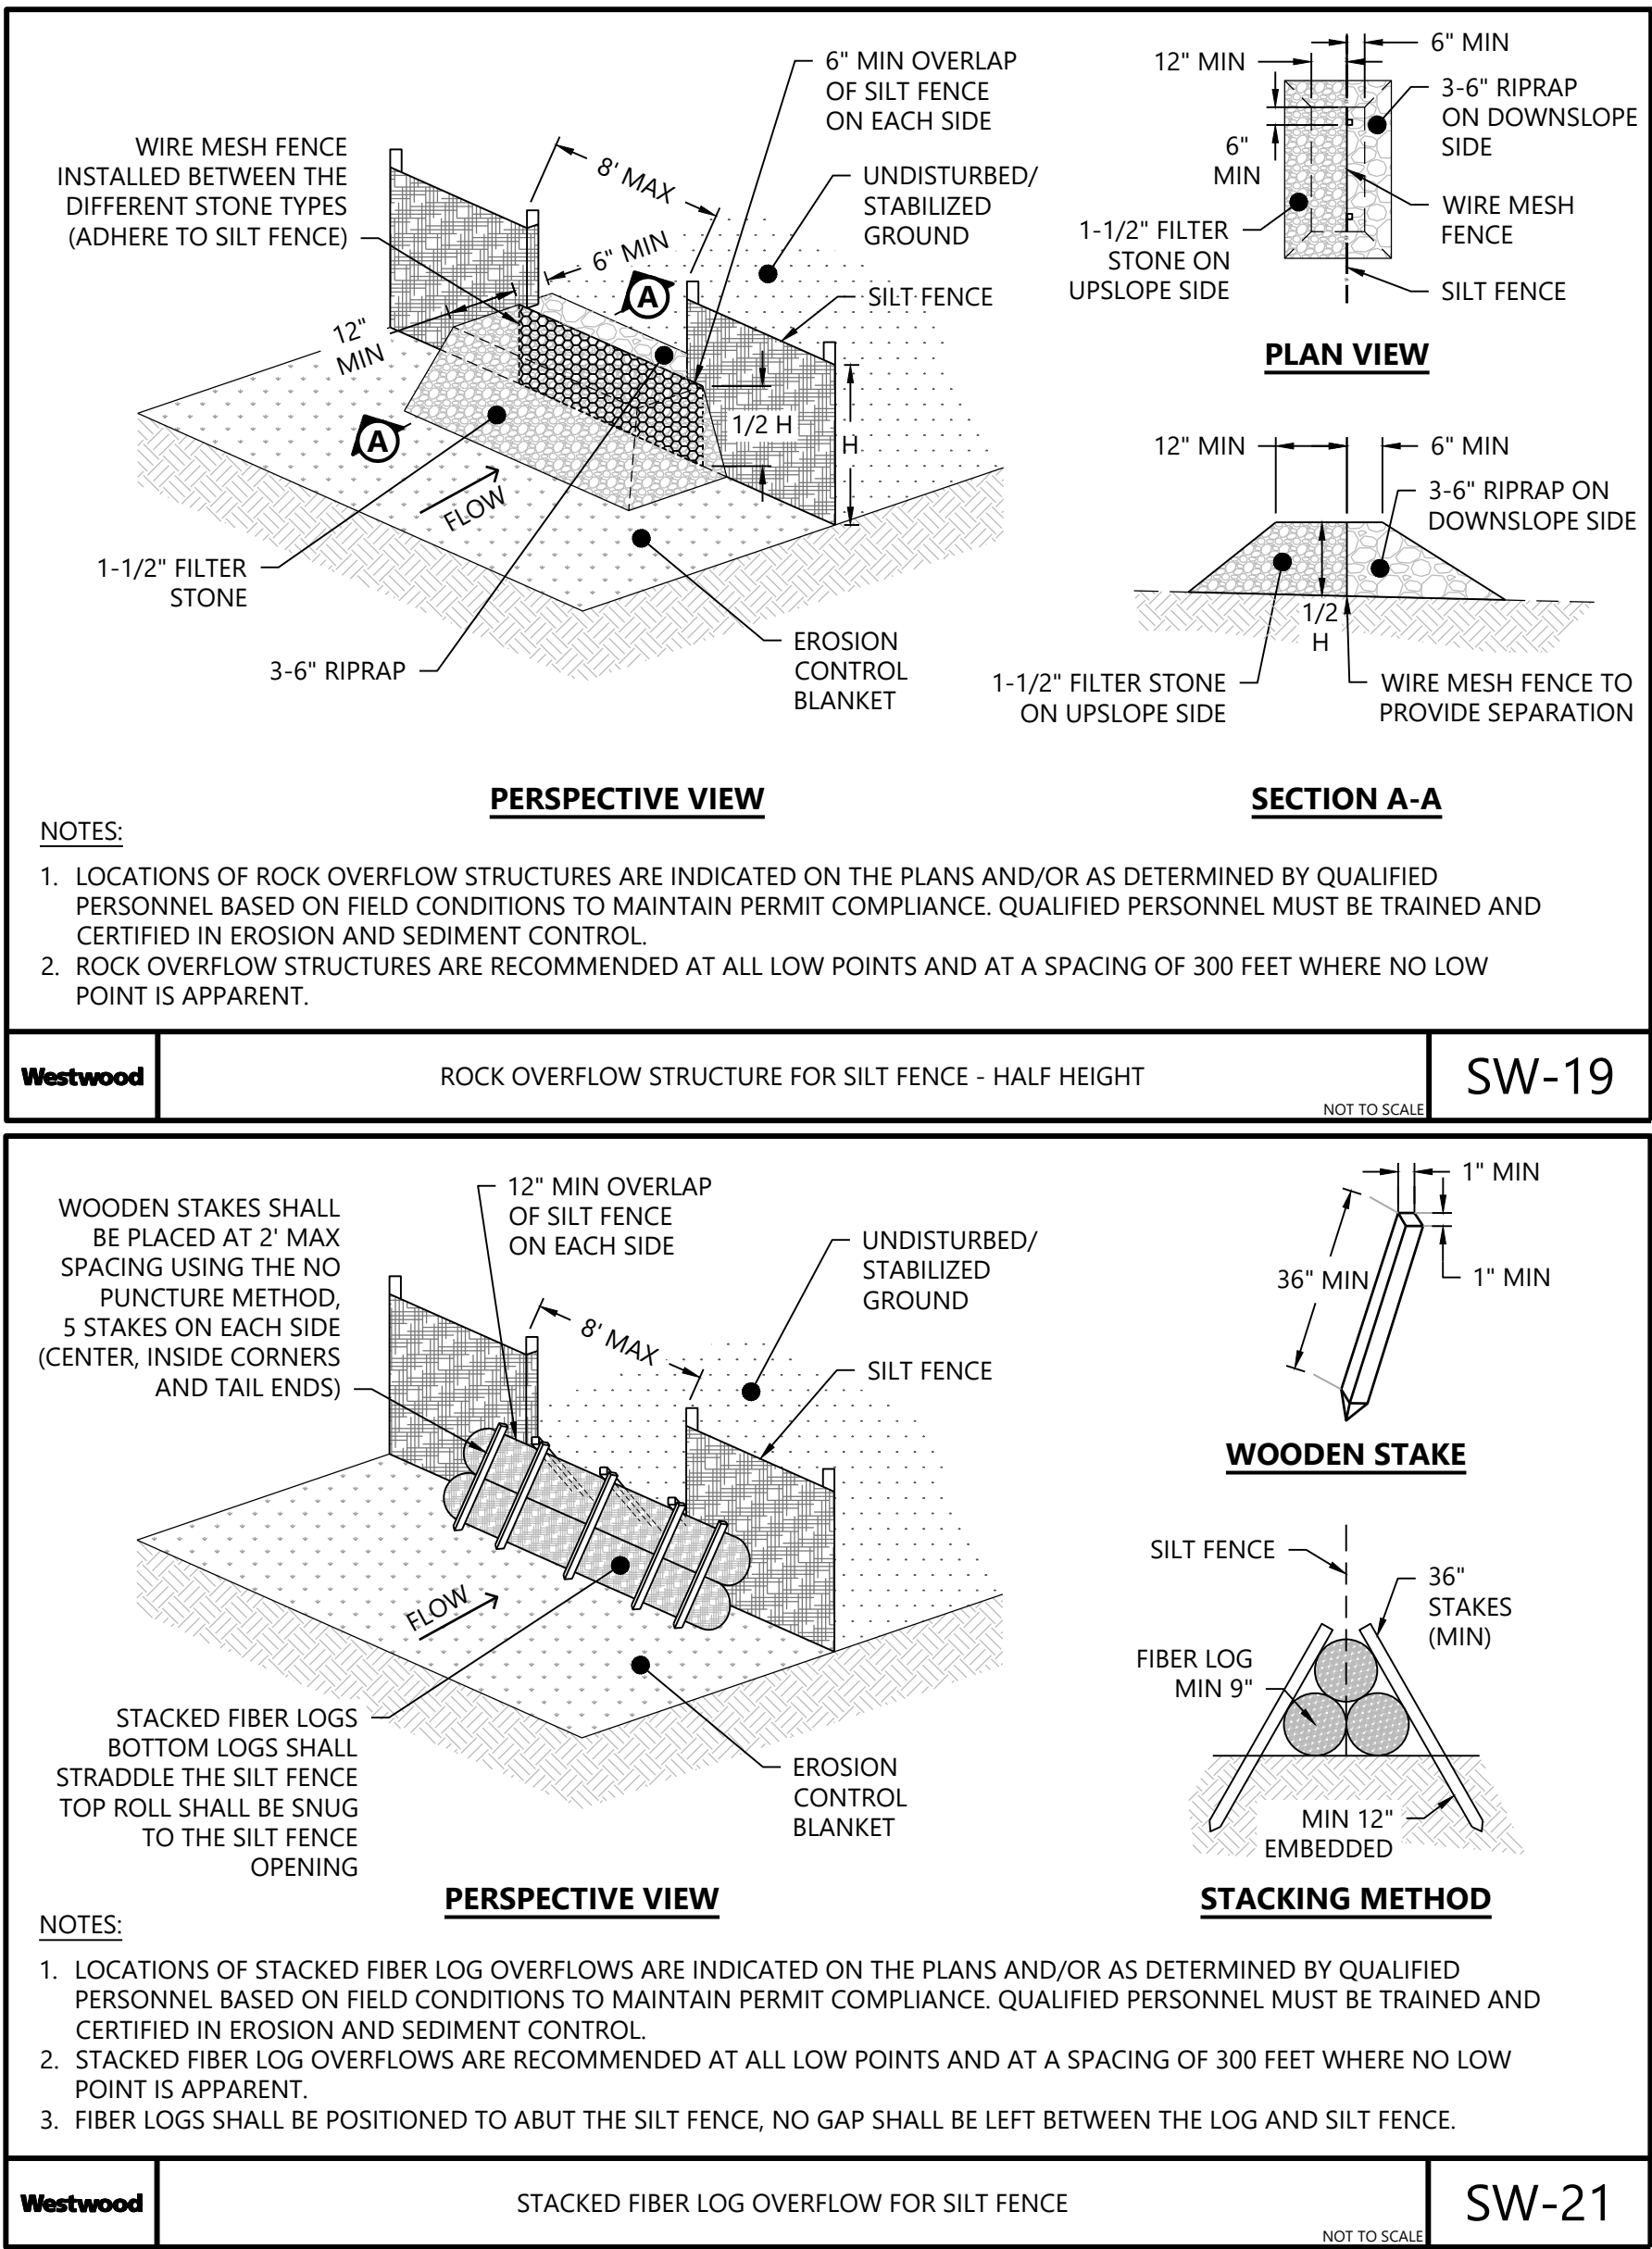 6" MIN OVERLAP
OF SILT FENCE
ON EACH SIDE
WIRE MESH FENCE
INSTALLED BETWEEN THE
DIFFERENT STONE TYPES
(ADHERE TO SILT FENCE)
8' MAX
UNDISTURBED/
STABILIZED
GROUND
6" MIN
A
SILT FENCE
12"
MIN
1/2 H
H
A
FLOW
1-1/2" FILTER
STONE
3-6" RIPRAP
EROSION
CONTROL
BLANKET
PERSPECTIVE VIEW
6" MIN
12" MIN
3-6" RIPRAP
ON DOWNSLOPE
SIDE
6"
MIN
WIRE MESH
FENCE
1-1/2" FILTER
STONE ON
UPSLOPE SIDE
SILT FENCE
PLAN VIEW
12" MIN
6" MIN
3-6" RIPRAP ON
DOWNSLOPE SIDE
1/2
H
1-1/2" FILTER STONE
ON UPSLOPE SIDE
WIRE MESH FENCE TO
PROVIDE SEPARATION
SECTION A-A
NOTES:
1. LOCATIONS OF ROCK OVERFLOW STRUCTURES ARE INDICATED ON THE PLANS AND/OR AS DETERMINED BY QUALIFIED
PERSONNEL BASED ON FIELD CONDITIONS TO MAINTAIN PERMIT COMPLIANCE. QUALIFIED PERSONNEL MUST BE TRAINED AND
CERTIFIED IN EROSION AND SEDIMENT CONTROL.
2. ROCK OVERFLOW STRUCTURES ARE RECOMMENDED AT ALL LOW POINTS AND AT A SPACING OF 300 FEET WHERE NO LOW
POINT IS APPARENT.
Westwood
ROCK OVERFLOW STRUCTURE FOR SILT FENCE - HALF HEIGHT
NOT TO SCALE
SW-19
WOODEN STAKES SHALL
BE PLACED AT 2' MAX
SPACING USING THE NO
PUNCTURE METHOD,
5 STAKES ON EACH SIDE
(CENTER, INSIDE CORNERS
AND TAIL ENDS)
12" MIN OVERLAP
OF SILT FENCE
ON EACH SIDE
UNDISTURBED/
STABILIZED
GROUND
8' MAX
SILT FENCE
FLOW
STACKED FIBER LOGS
BOTTOM LOGS SHALL
STRADDLE THE SILT FENCE
TOP ROLL SHALL BE SNUG
TO THE SILT FENCE
OPENING
EROSION
CONTROL
BLANKET
PERSPECTIVE VIEW
1" MIN
36" MIN
1" MIN
WOODEN STAKE
SILT FENCE
36"
STAKES
(MIN)
FIBER LOG
MIN 9"
MIN 12"
EMBEDDED
STACKING METHOD
NOTES:
1. LOCATIONS OF STACKED FIBER LOG OVERFLOWS ARE INDICATED ON THE PLANS AND/OR AS DETERMINED BY QUALIFIED
PERSONNEL BASED ON FIELD CONDITIONS TO MAINTAIN PERMIT COMPLIANCE. QUALIFIED PERSONNEL MUST BE TRAINED AND
CERTIFIED IN EROSION AND SEDIMENT CONTROL.
2. STACKED FIBER LOG OVERFLOWS ARE RECOMMENDED AT ALL LOW POINTS AND AT A SPACING OF 300 FEET WHERE NO LOW
POINT IS APPARENT.
3. FIBER LOGS SHALL BE POSITIONED TO ABUT THE SILT FENCE, NO GAP SHALL BE LEFT BETWEEN THE LOG AND SILT FENCE.
Westwood
STACKED FIBER LOG OVERFLOW FOR SILT FENCE
NOT TO SCALE
SW-21